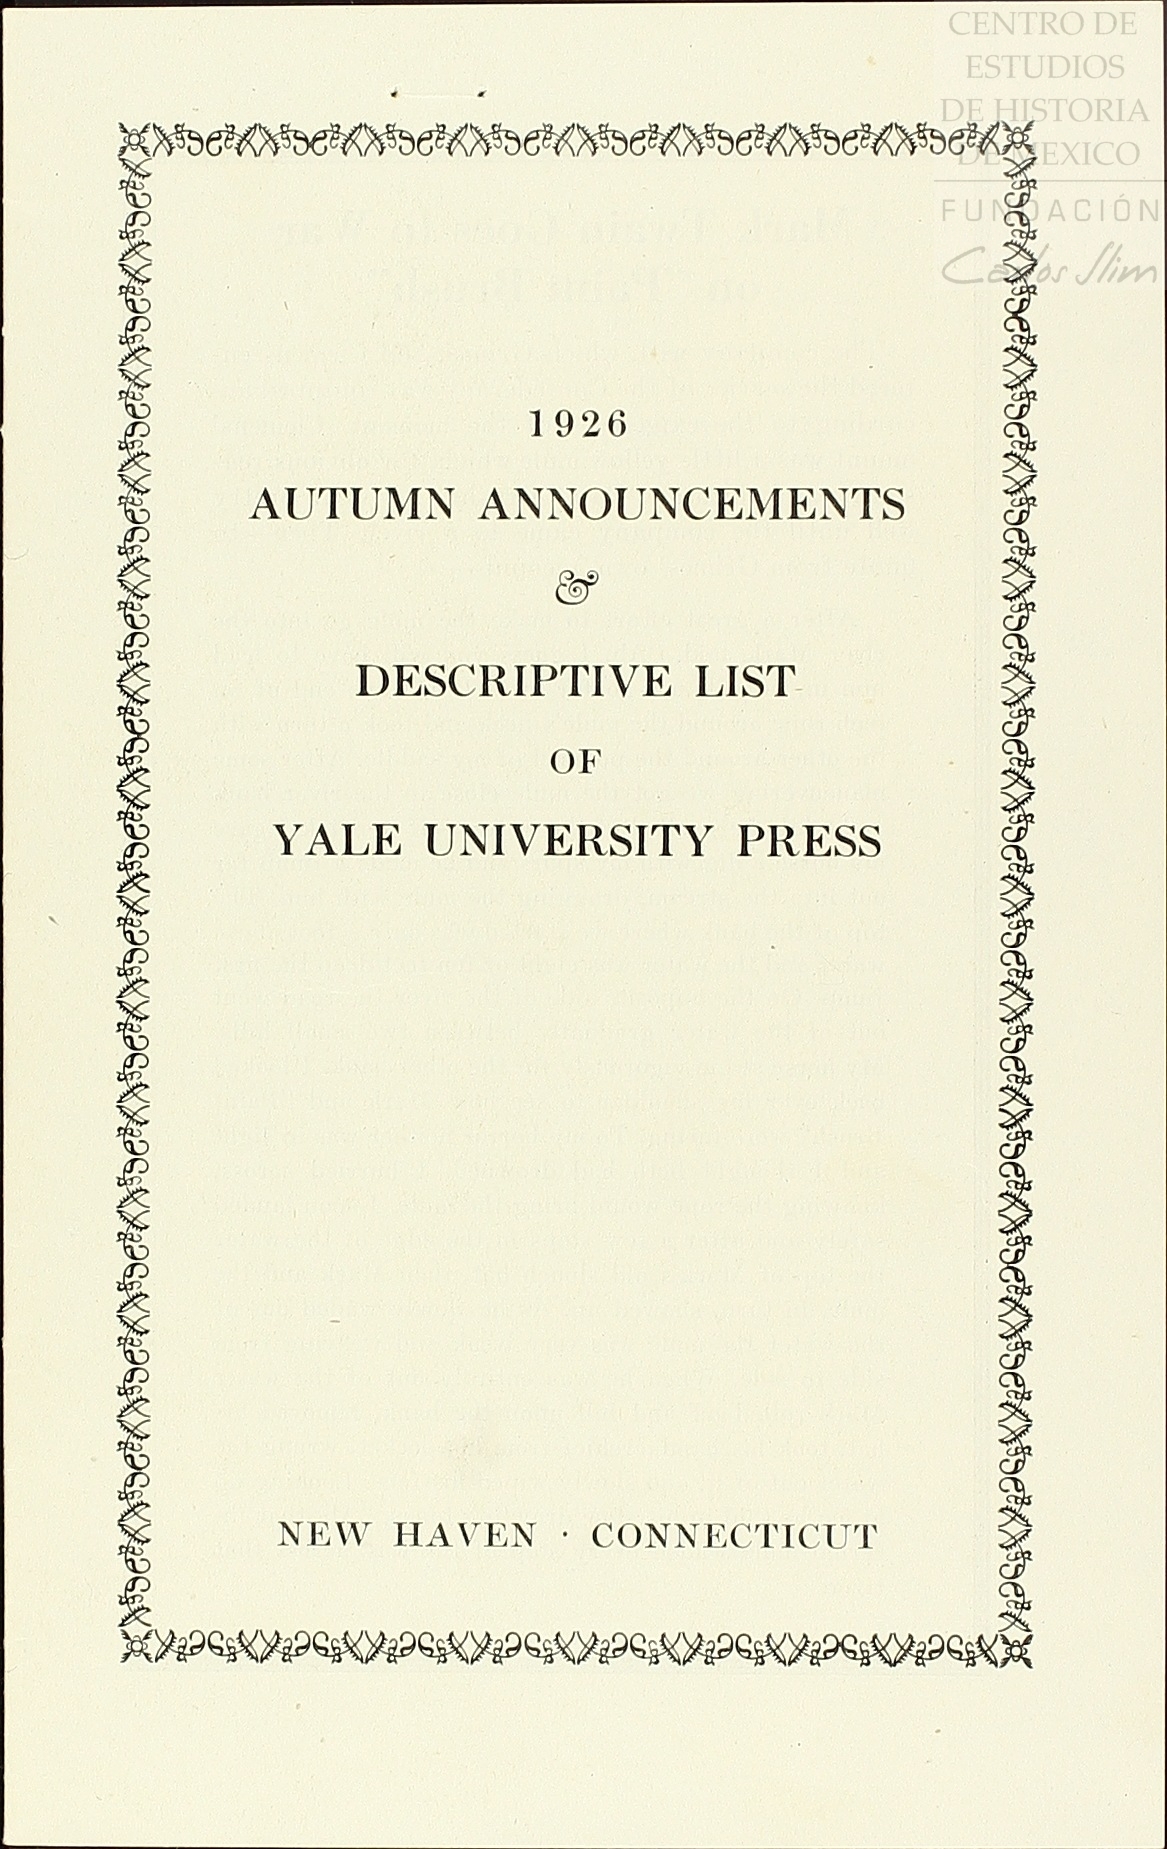 CENTRO DE
ESTUDIOS
DE HISTORIA
DE MEXICO
FUNDACIÓN
Carlos Slim
1926
AUTUMN ANNOUNCEMENTS
&
DESCRIPTIVE LIST
OF
YALE UNIVERSITY PRESS
NEW HAVEN · CONNECTICUT